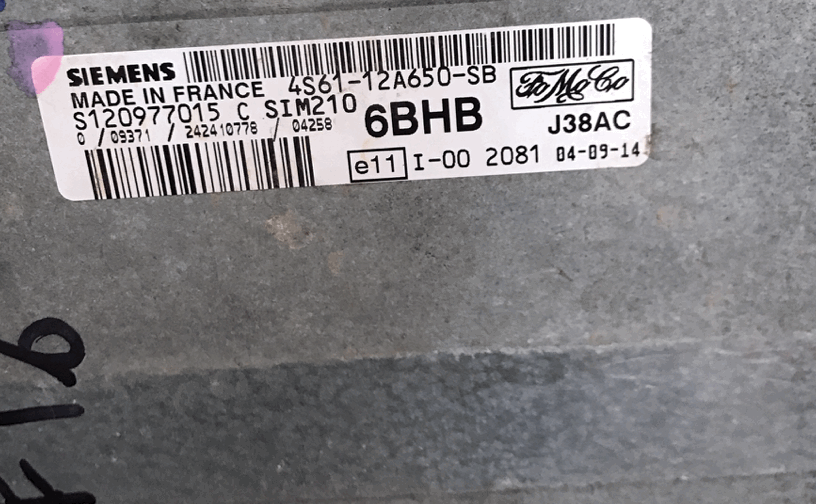 SIEMENS
4S61-12A650-SB
FoMoCo
MADE IN FRANCE
S120977015 C SIM210
6BHB
J38AC
0 / 09371 / 242410778 / 04258
e11 I-00 2081 04-09-14